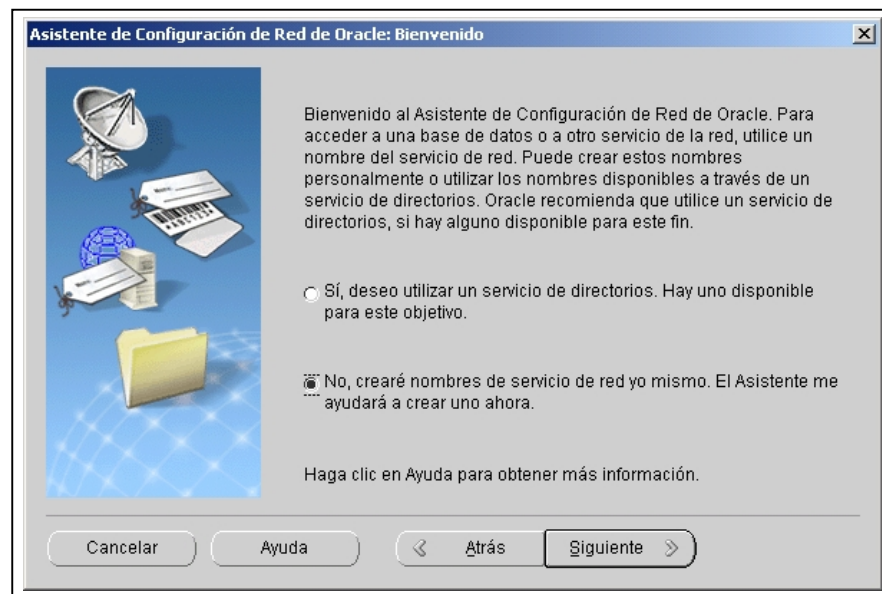 Asistente de Configuración de Red de Oracle: Bienvenido
Bienvenido al Asistente de Configuración de Red de Oracle. Para
acceder a una base de datos o a otro servicio de la red, utilice un
nombre del servicio de red. Puede crear estos nombres
personalmente o utilizar los nombres disponibles a través de un
servicio de directorios. Oracle recomienda que utilice un servicio de
directorios, si hay alguno disponible para este fin.
Sí, deseo utilizar un servicio de directorios. Hay uno disponible
para este objetivo.
No, crearé nombres de servicio de red yo mismo. El Asistente me
ayudará a crear uno ahora.
Haga clic en Ayuda para obtener más información.
Cancelar
Ayuda
Atrás
Siguiente